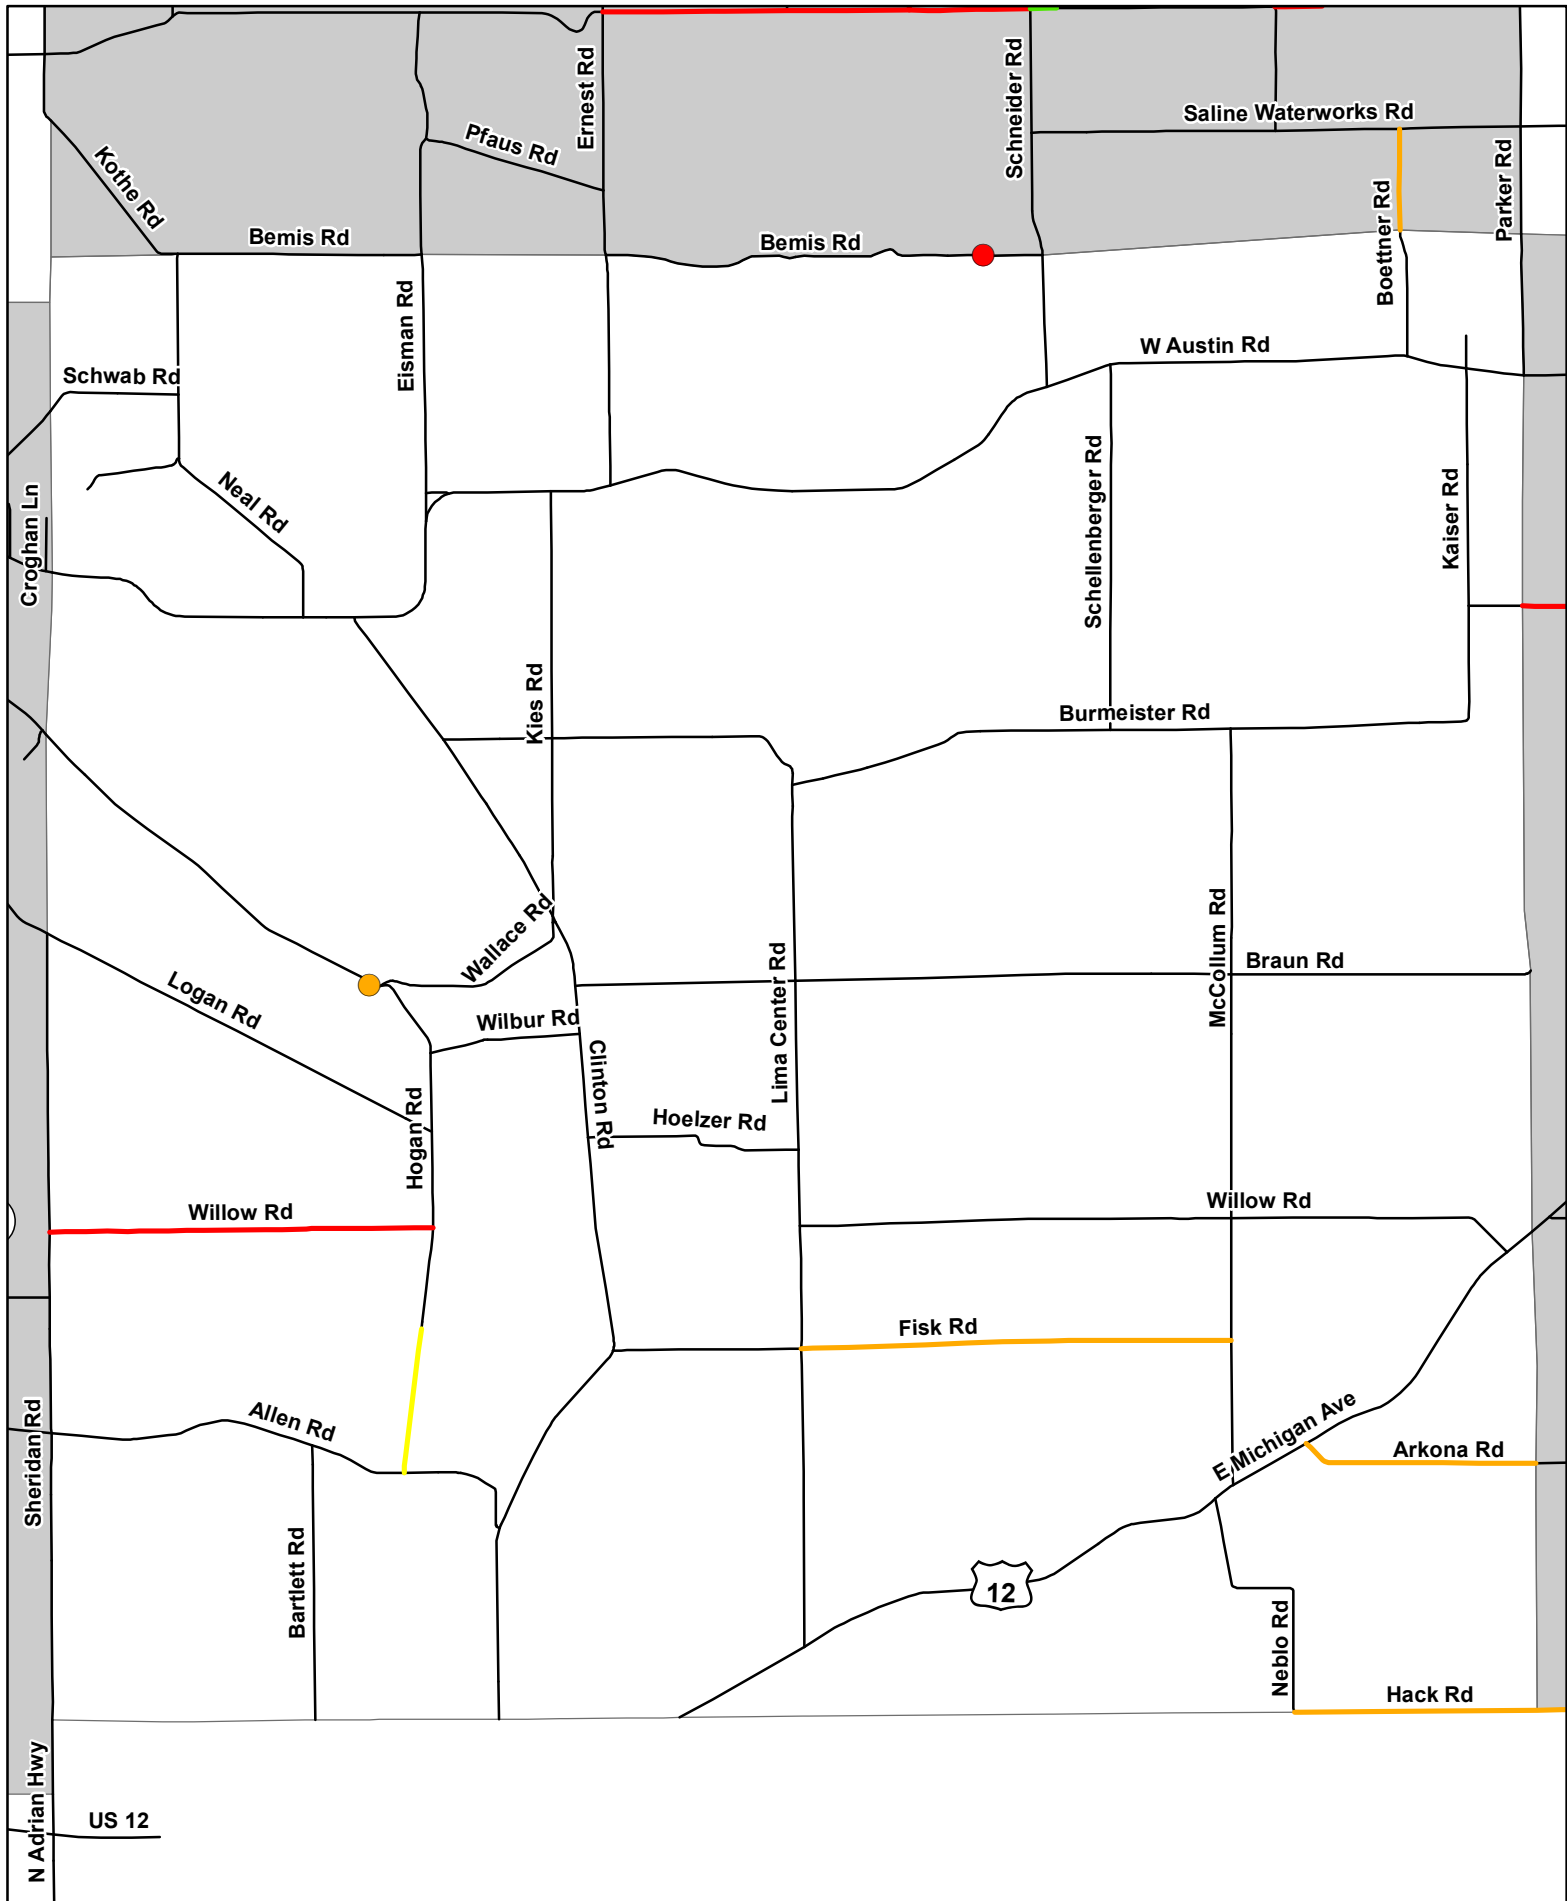 Ernest Rd
Schneider Rd
Saline Waterworks Rd
Pfaus Rd
Kothe Rd
Parker Rd
Boettner Rd
Bemis Rd
Bemis Rd
Eisman Rd
W Austin Rd
Schwab Rd
Neal Rd
Croghan Ln
Schellenberger Rd
Kaiser Rd
Kies Rd
Burmeister Rd
Wallace Rd
McCollum Rd
Lima Center Rd
Braun Rd
Logan Rd
Wilbur Rd
Clinton Rd
Hogan Rd
Hoelzer Rd
Willow Rd
Willow Rd
Fisk Rd
Allen Rd
Sheridan Rd
E Michigan Ave
Arkona Rd
Bartlett Rd
12
Neblo Rd
Hack Rd
N Adrian Hwy
US 12